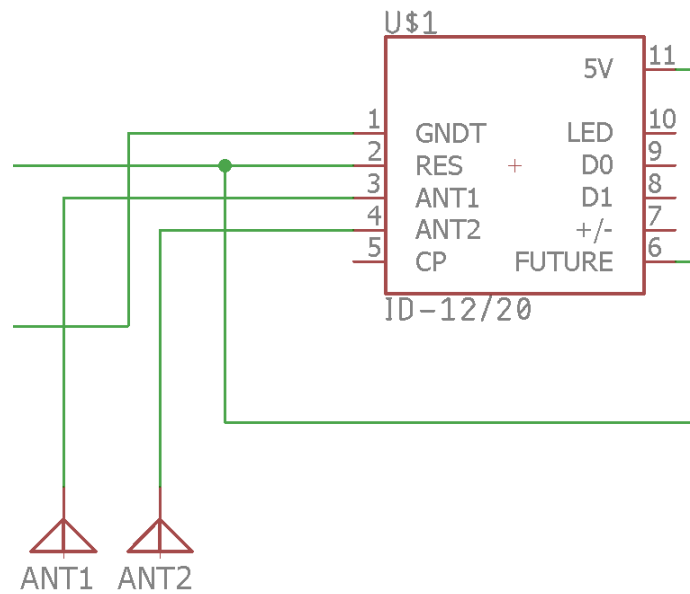 U$1
5V 11
1 GNDT LED 10
2 RES D0 9
3 ANT1 D1 8
4 ANT2 +/- 7
5 CP FUTURE 6
ID-12/20
ANT1 ANT2